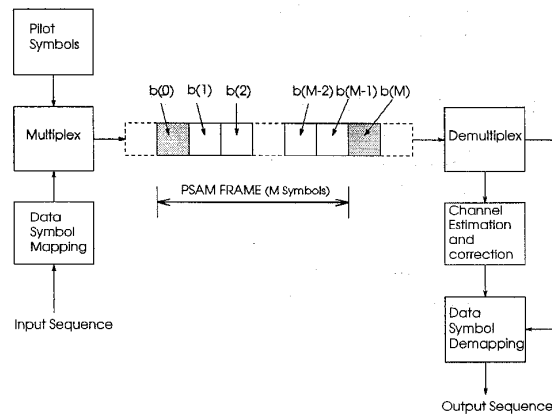 Pilot
Symbols
b(0) b(1) b(2) b(M-2) b(M-1) b(M)
Multiplex
Demultiplex
PSAM FRAME (M Symbols)
Data
Symbol
Mapping
Channel
Estimation
and
correction
Input Sequence
Data
Symbol
Demapping
Output Sequence